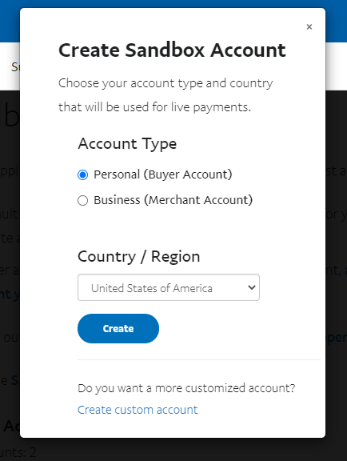 ×
Create Sandbox Account
Choose your account type and country
that will be used for live payments.
Account Type
Personal (Buyer Account)
Business (Merchant Account)
Country / Region
United States of America
Create
Do you want a more customized account?
Create custom account
unts: 2